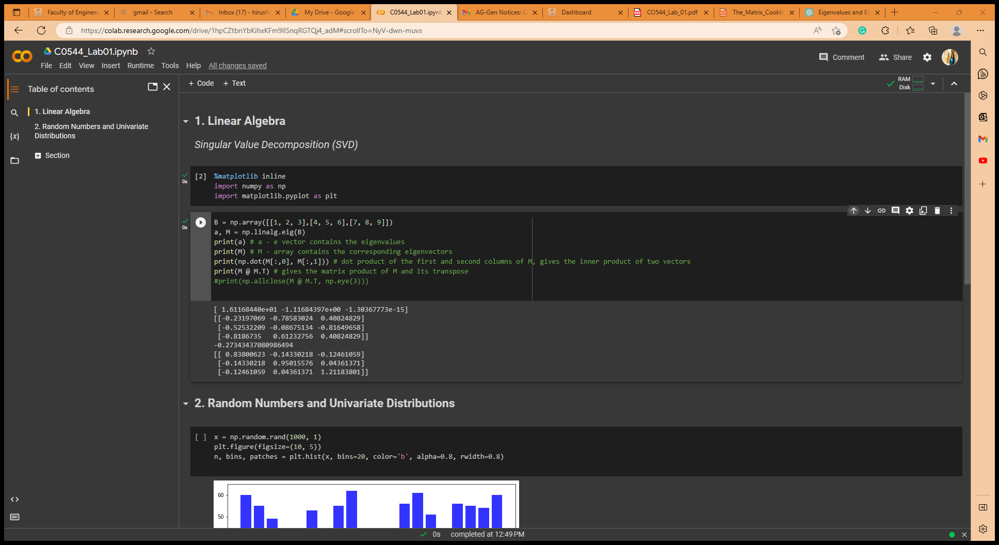 Faculty of Enginee
gmail - Search
Inbox (17) - hirush
My Drive - Google
C0544_Lab01.ipynb
AG-Gen Notices: C
Dashboard
CO544_Lab_01.pdf
The_Matrix_Cookb
Eigenvalues and Ei
https://colab.research.google.com/drive/1hpCZtbnYbKihxKFm9IlSnqRGTQj4_adM#scrollTo=NyV-dwn-muvs
C0544_Lab01.ipynb
Comment
Share
File Edit View Insert Runtime Tools Help All changes saved
Table of contents
+ Code + Text
RAM
Disk
1. Linear Algebra
2. Random Numbers and Univariate
Distributions
{x}
Section
1. Linear Algebra
Singular Value Decomposition (SVD)
0s
[2] %matplotlib inline
import numpy as np
import matplotlib.pyplot as plt
0s
B = np.array([[1, 2, 3],[4, 5, 6],[7, 8, 9]])
a, M = np.linalg.eig(B)
print(a) # a - e vector contains the eigenvalues
print(M) # M - array contains the corresponding eigenvectors
print(np.dot(M[:,0], M[:,1])) # dot product of the first and second columns of M, gives the inner product of two vectors
print(M @ M.T) # gives the matrix product of M and its transpose
#print(np.allclose(M @ M.T, np.eye(3)))
[ 1.61168440e+01 -1.11684397e+00 -1.30367773e-15]
[[-0.23197069 -0.78583024  0.40824829]
[-0.52532209 -0.08675134 -0.81649658]
[-0.8186735   0.61232756  0.40824829]]
-0.27343437080986494
[[ 0.83800623 -0.14330218 -0.12461059]
[-0.14330218  0.95015576  0.04361371]
[-0.12461059  0.04361371  1.21183801]]
2. Random Numbers and Univariate Distributions
[ ] x = np.random.rand(1000, 1)
plt.figure(figsize=(10, 5))
n, bins, patches = plt.hist(x, bins=20, color='b', alpha=0.8, rwidth=0.8)
60
50
0s completed at 12:49 PM